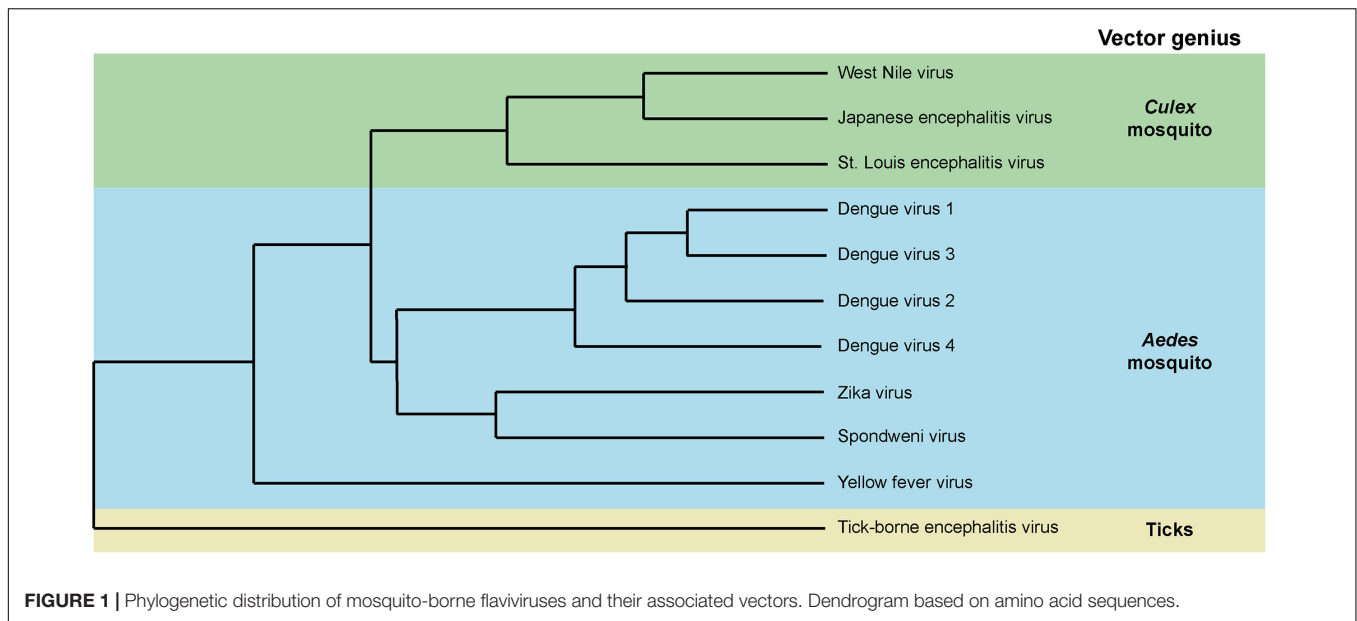 Vector genius
West Nile virus
Japanese encephalitis virus
St. Louis encephalitis virus
Culex
mosquito
Dengue virus 1
Dengue virus 3
Dengue virus 2
Dengue virus 4
Zika virus
Spondweni virus
Yellow fever virus
Aedes
mosquito
Tick-borne encephalitis virus
Ticks
FIGURE 1 | Phylogenetic distribution of mosquito-borne flaviviruses and their associated vectors. Dendrogram based on amino acid sequences.